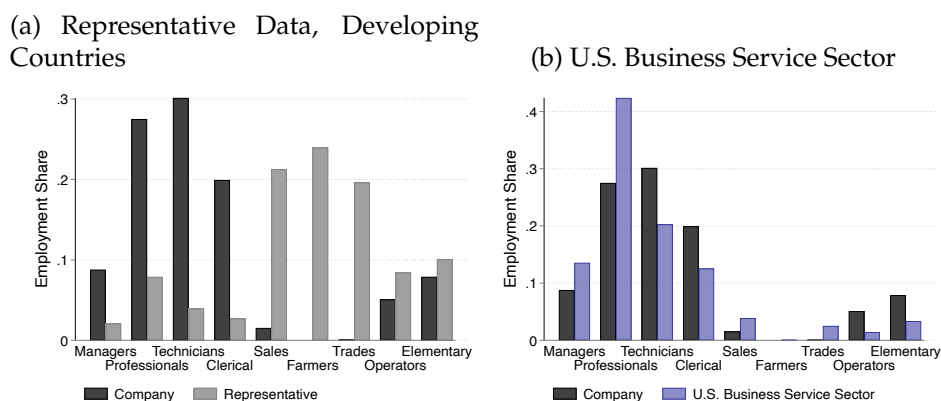 (a) Representative Data, Developing
Countries
.3
.2
.1
0
Employment Share
Managers Technicians Sales Trades Elementary
Professionals Clerical Farmers Operators
Company Representative
(b) U.S. Business Service Sector
.4
.3
.2
.1
0
Employment Share
Managers Technicians Sales Trades Elementary
Professionals Clerical Farmers Operators
Company U.S. Business Service Sector